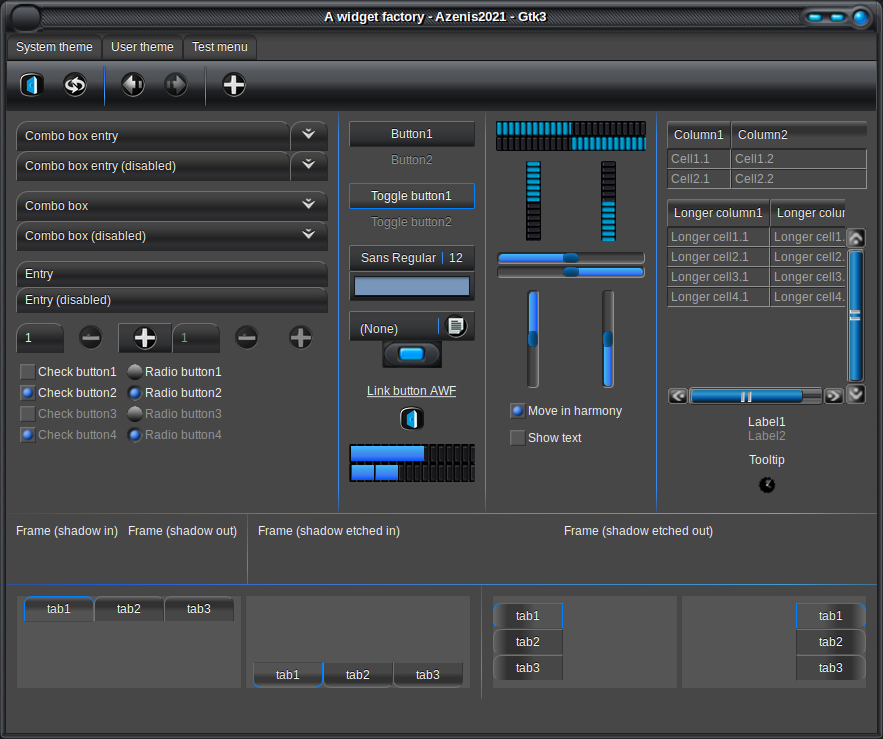 A widget factory - Azenis2021 - Gtk3
System theme User theme Test menu
Combo box entry
Combo box entry (disabled)
Combo box
Combo box (disabled)
Entry
Entry (disabled)
1 1
Check button1 Radio button1
Check button2 Radio button2
Check button3 Radio button3
Check button4 Radio button4
Button1
Button2
Toggle button1
Toggle button2
Sans Regular 12
(None)
Link button AWF
Move in harmony
Show text
Column1 Column2
Cell1.1 Cell1.2
Cell2.1 Cell2.2
Longer column1 Longer colur
Longer cell1.1 Longer cell1.
Longer cell2.1 Longer cell2.
Longer cell3.1 Longer cell3.
Longer cell4.1 Longer cell4.
Label1
Label2
Tooltip
Frame (shadow in) Frame (shadow out) Frame (shadow etched in) Frame (shadow etched out)
tab1 tab2 tab3
tab1 tab2 tab3
tab1
tab2
tab3
tab1
tab2
tab3